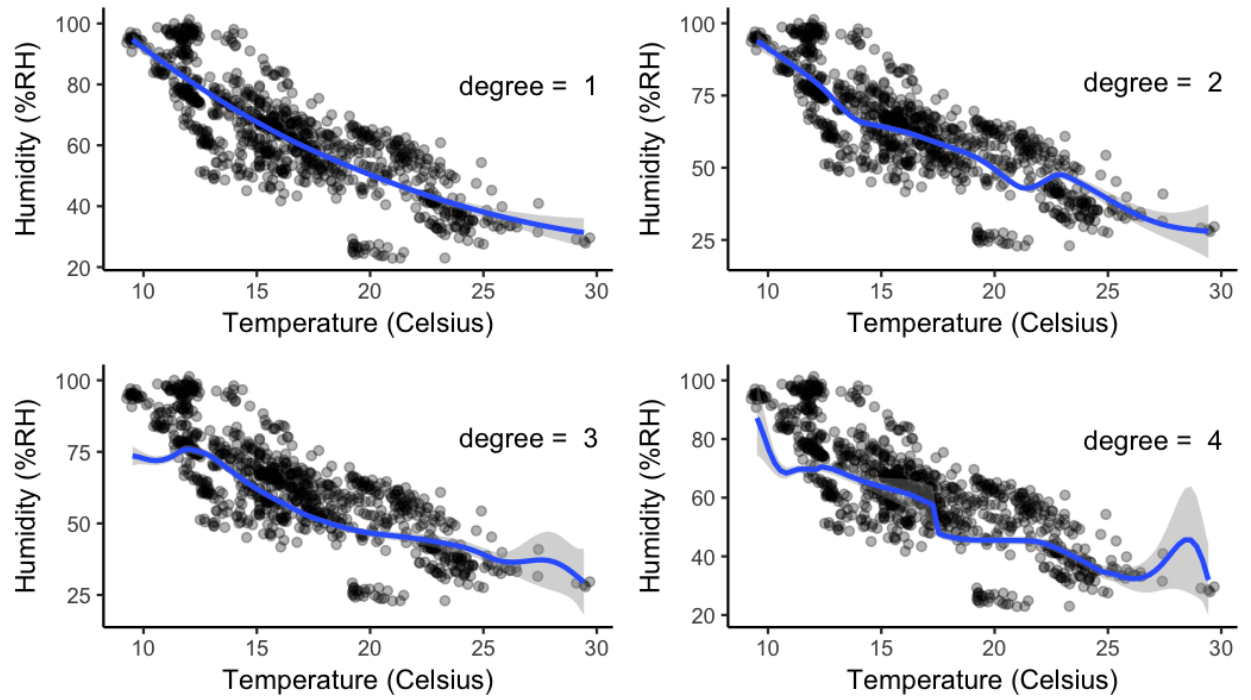 100
80
60
40
20
Humidity (%RH)
degree = 1
10 15 20 25 30
Temperature (Celsius)
100
75
50
25
Humidity (%RH)
degree = 2
10 15 20 25 30
Temperature (Celsius)
100
75
50
25
Humidity (%RH)
degree = 3
10 15 20 25 30
Temperature (Celsius)
100
80
60
40
20
Humidity (%RH)
degree = 4
10 15 20 25 30
Temperature (Celsius)